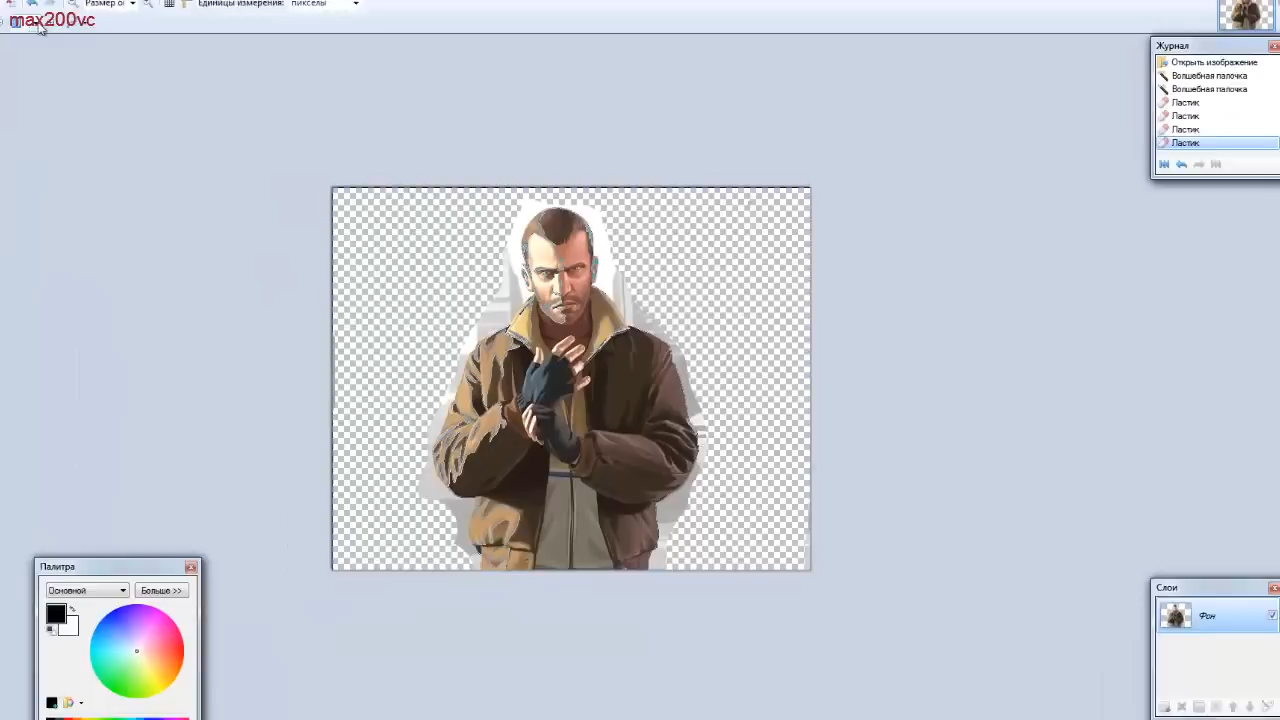 Размер о
Единицы измерения:
пикселы
max200vc
Журнал
Открыть изображение
Волшебная палочка
Волшебная палочка
Ластик
Ластик
Ластик
Ластик
Палитра
Основной
Больше >>
Слои
Фон